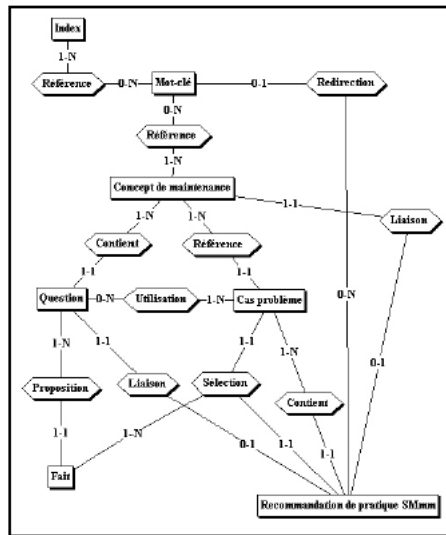 Index
1-N
Référence 0-N Mot-clé 0-1 Redirection
0-N
Référence
1-N
Concept de maintenance
1-N 1-N 1-1
Contient Référence Liaison
1-1 1-1 0-N
Question 0-N Utilisation 1-N Cas problème
1-N 1-1 1-1 1-N 0-1
Proposition Liaison Sélection Contient
1-1 1-N 0-1 1-1 1-1
Fait
Recommandation de pratique SMmm